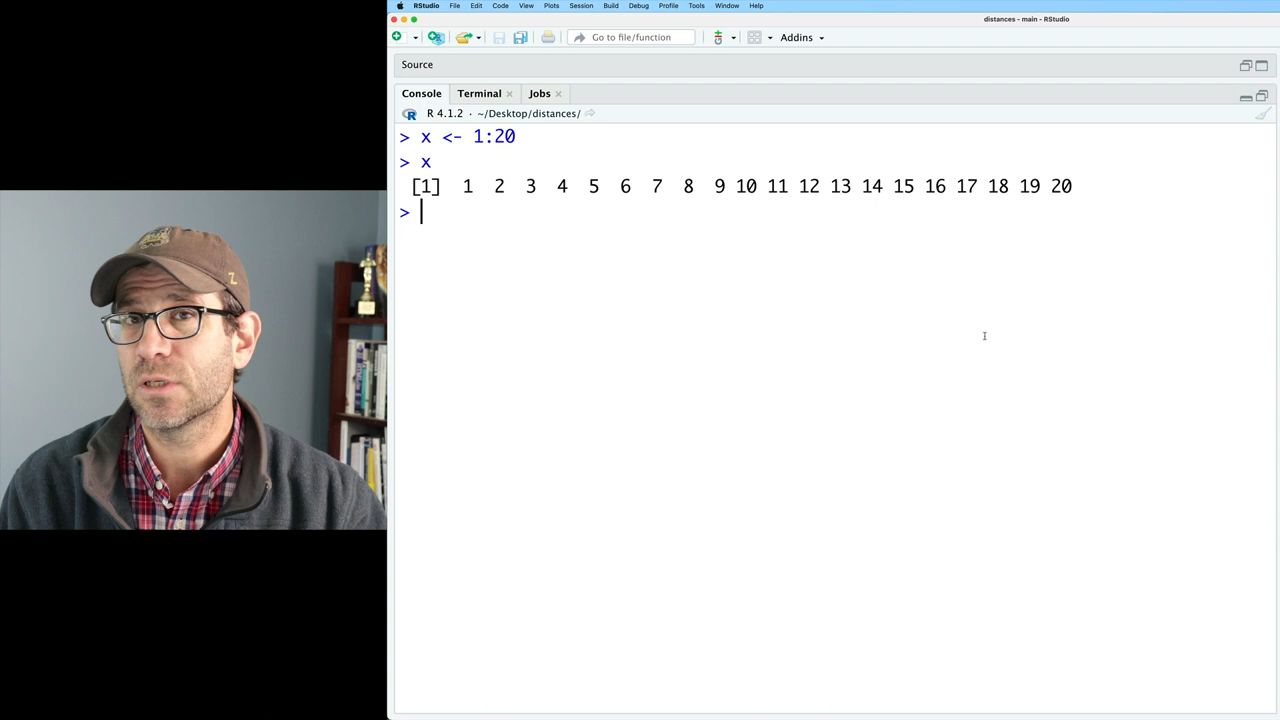 RStudio File Edit Code View Plots Session Build Debug Profile Tools Window Help
distances - main - RStudio
Go to file/function Addins
Source
Console Terminal Jobs
R 4.1.2 · ~/Desktop/distances/
> x <- 1:20
> x
[1] 1 2 3 4 5 6 7 8 9 10 11 12 13 14 15 16 17 18 19 20
>
Z